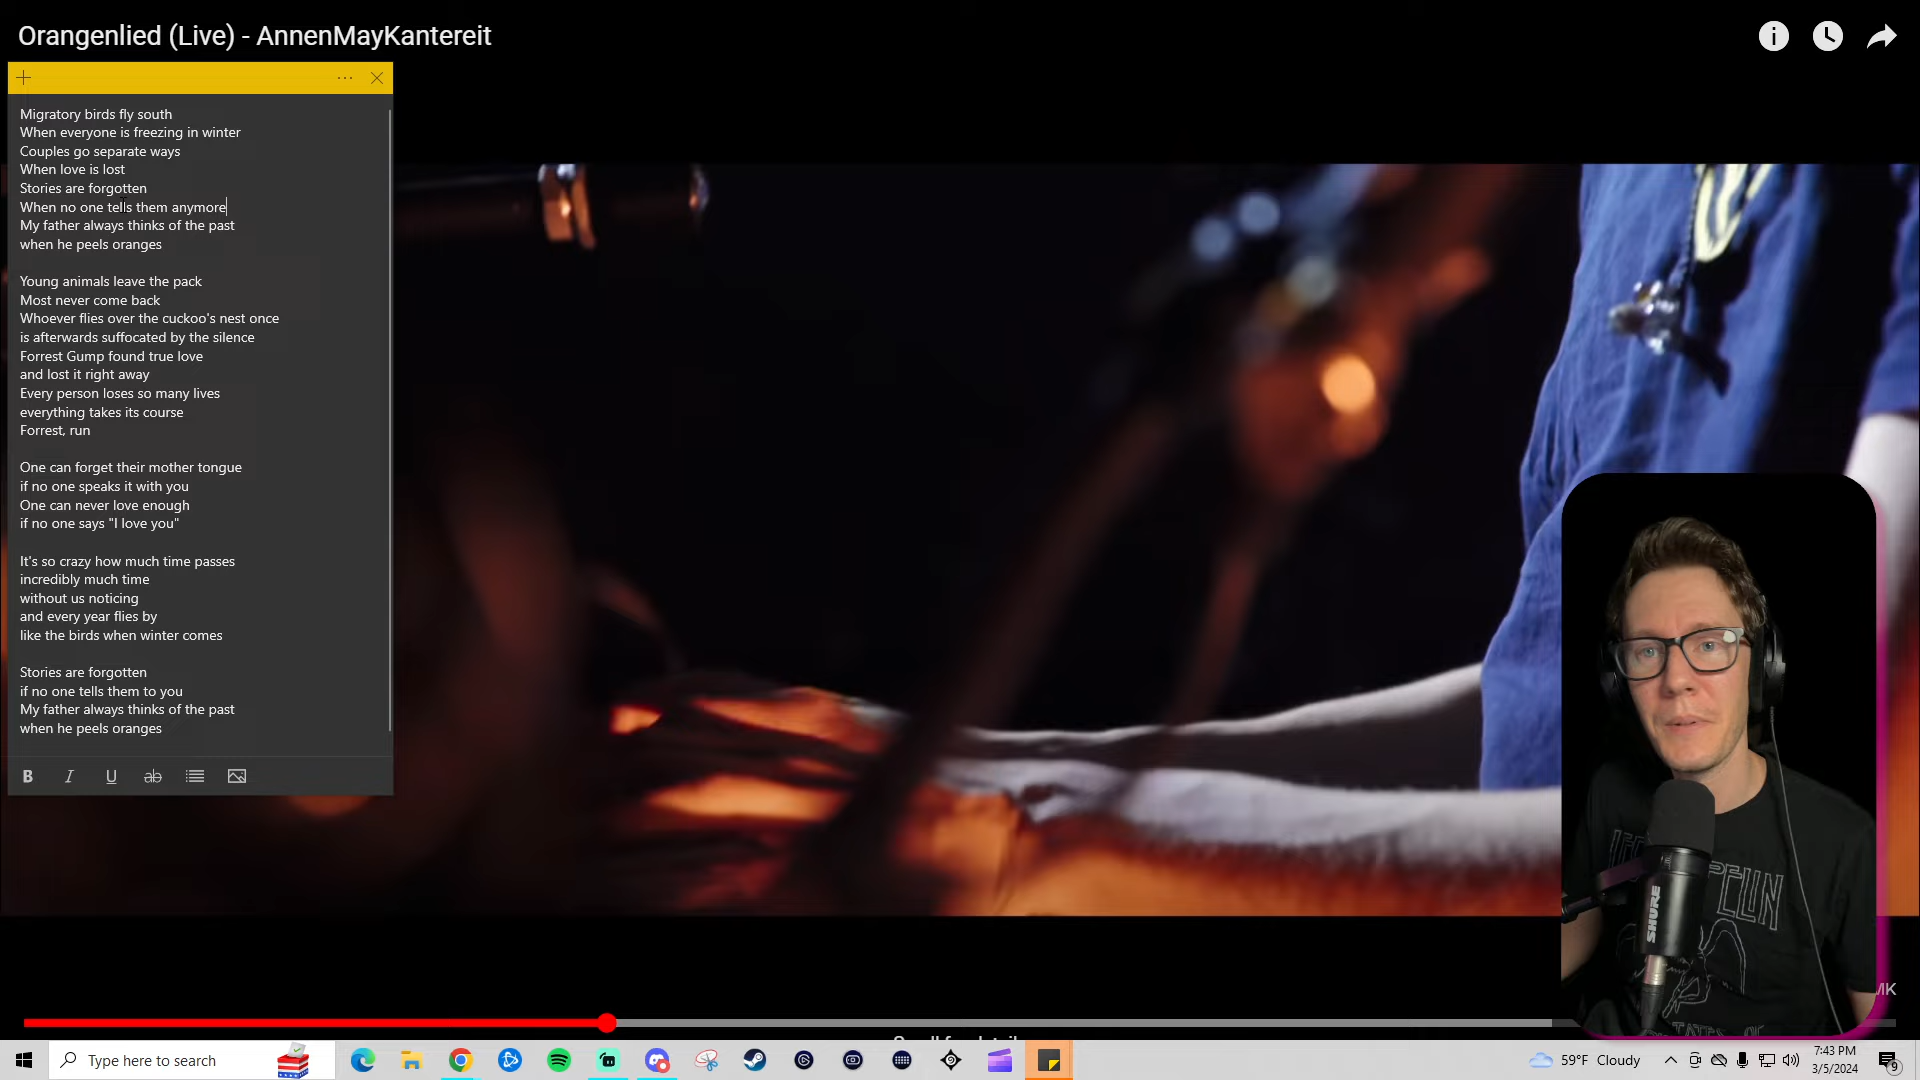 Orangenlied (Live) - AnnenMayKantereit
Migratory birds fly south
When everyone is freezing in winter
Couples go separate ways
When love is lost
Stories are forgotten
When no one tells them anymore
My father always thinks of the past
when he peels oranges
Young animals leave the pack
Most never come back
Whoever flies over the cuckoo's nest once
is afterwards suffocated by the silence
Forrest Gump found true love
and lost it right away
Every person loses so many lives
everything takes its course
Forrest, run
One can forget their mother tongue
if no one speaks it with you
One can never love enough
if no one says "I love you"
It's so crazy how much time passes
incredibly much time
without us noticing
and every year flies by
like the birds when winter comes
Stories are forgotten
if no one tells them to you
My father always thinks of the past
when he peels oranges
B I U ab
SHURE
MK
Type here to search
59°F Cloudy
7:43 PM
3/5/2024
9